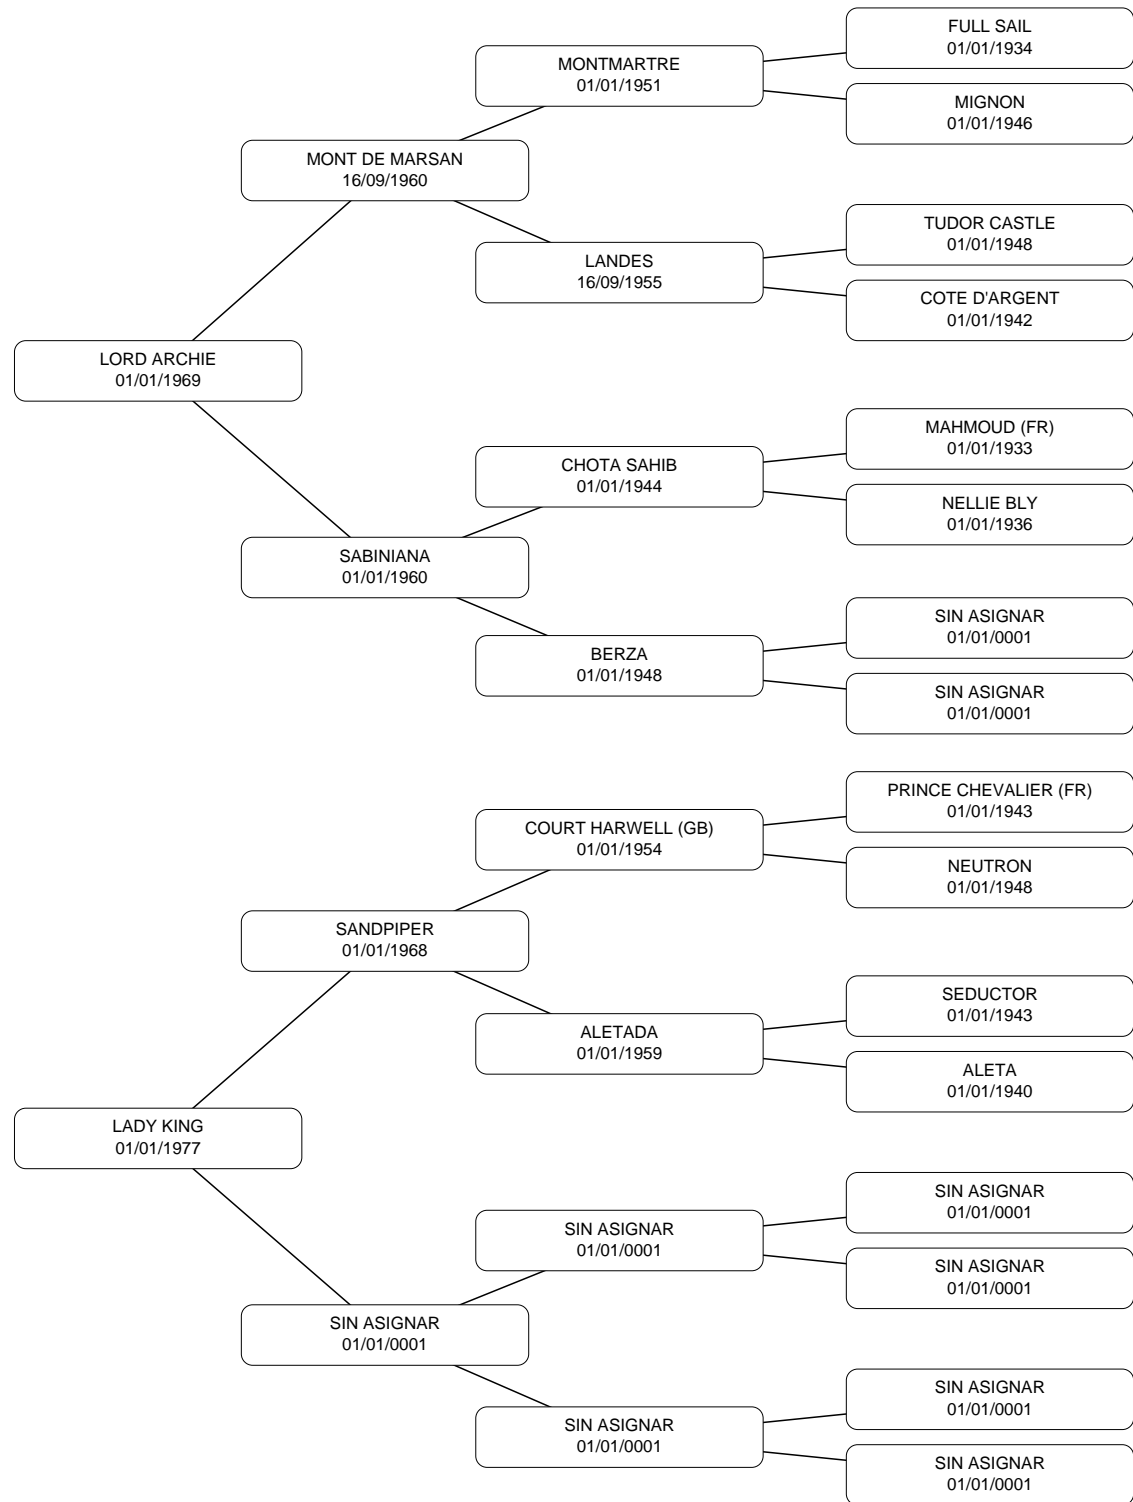 FULL SAIL
01/01/1934
MONTMARTRE
01/01/1951
MIGNON
01/01/1946
MONT DE MARSAN
16/09/1960
TUDOR CASTLE
01/01/1948
LANDES
16/09/1955
COTE D'ARGENT
01/01/1942
LORD ARCHIE
01/01/1969
MAHMOUD (FR)
01/01/1933
CHOTA SAHIB
01/01/1944
NELLIE BLY
01/01/1936
SABINIANA
01/01/1960
SIN ASIGNAR
01/01/0001
BERZA
01/01/1948
SIN ASIGNAR
01/01/0001
PRINCE CHEVALIER (FR)
01/01/1943
COURT HARWELL (GB)
01/01/1954
NEUTRON
01/01/1948
SANDPIPER
01/01/1968
SEDUCTOR
01/01/1943
ALETADA
01/01/1959
ALETA
01/01/1940
LADY KING
01/01/1977
SIN ASIGNAR
01/01/0001
SIN ASIGNAR
01/01/0001
SIN ASIGNAR
01/01/0001
SIN ASIGNAR
01/01/0001
SIN ASIGNAR
01/01/0001
SIN ASIGNAR
01/01/0001
SIN ASIGNAR
01/01/0001